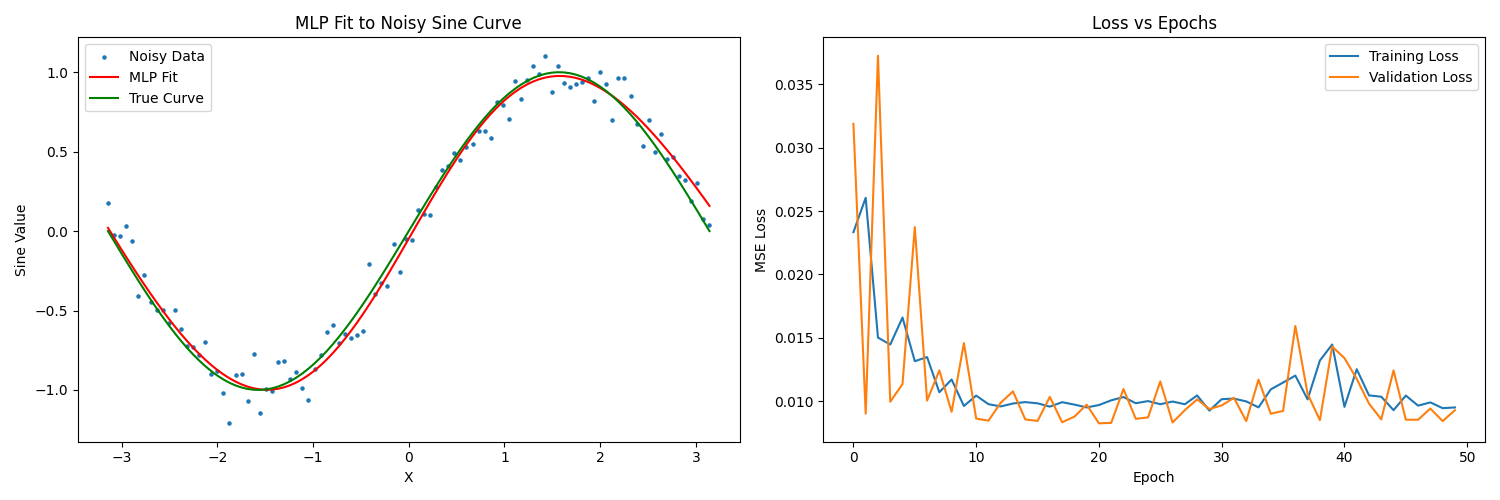 MLP Fit to Noisy Sine Curve
Noisy Data
MLP Fit
True Curve
1.0
0.5
0.0
−0.5
−1.0
Sine Value
−3
−2
−1
0
1
2
3
X
Loss vs Epochs
Training Loss
Validation Loss
0.035
0.030
0.025
0.020
0.015
0.010
MSE Loss
0
10
20
30
40
50
Epoch